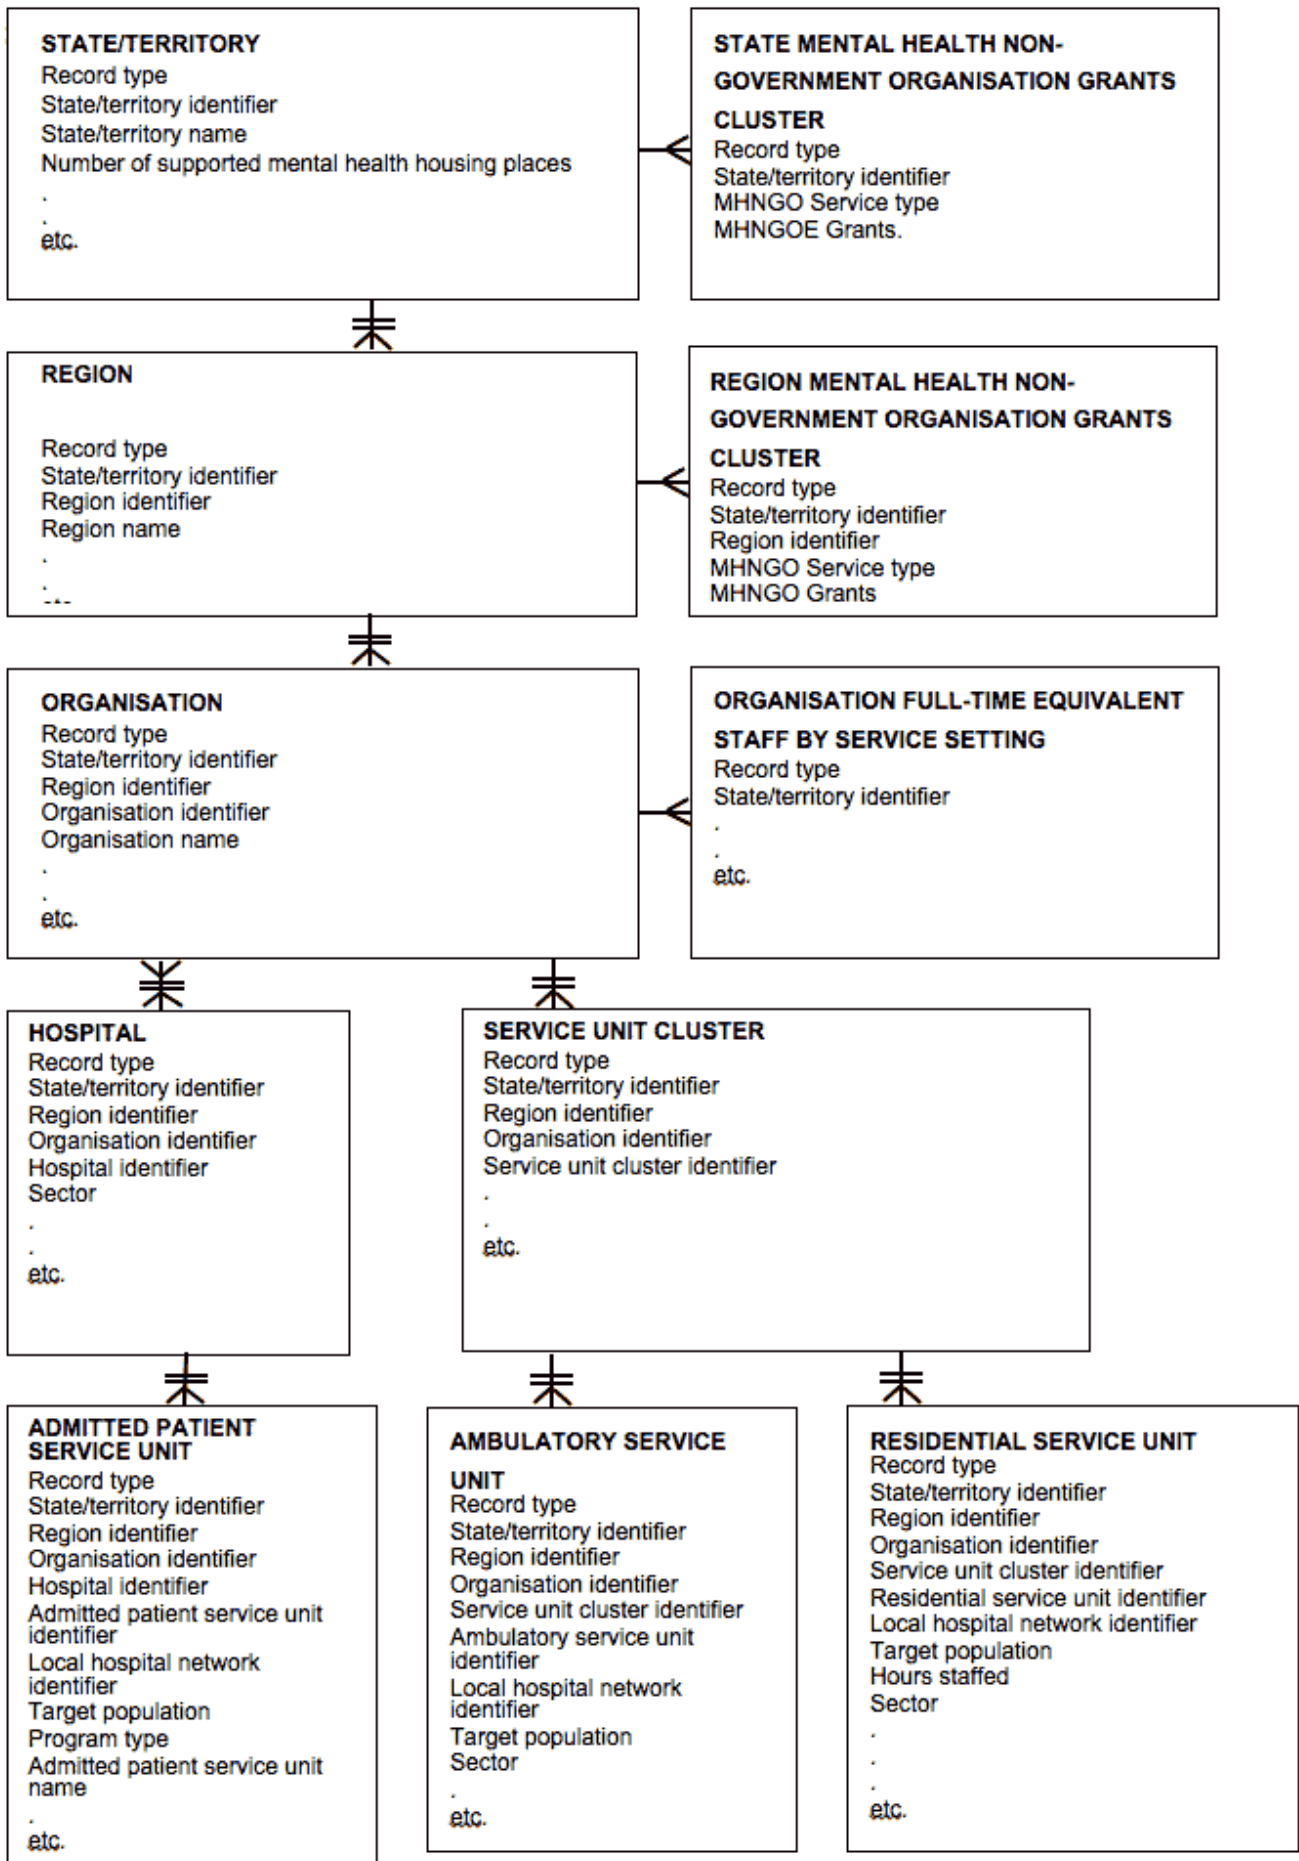 STATE/TERRITORY
Record type
State/territory identifier
State/territory name
Number of supported mental health housing places
.
.
etc.
STATE MENTAL HEALTH NON-
GOVERNMENT ORGANISATION GRANTS
CLUSTER
Record type
State/territory identifier
MHNGO Service type
MHNGOE Grants.
REGION
Record type
State/territory identifier
Region identifier
Region name
.
.
etc
REGION MENTAL HEALTH NON-
GOVERNMENT ORGANISATION GRANTS
CLUSTER
Record type
State/territory identifier
Region identifier
MHNGO Service type
MHNGO Grants
ORGANISATION
Record type
State/territory identifier
Region identifier
Organisation identifier
Organisation name
.
.
etc.
ORGANISATION FULL-TIME EQUIVALENT
STAFF BY SERVICE SETTING
Record type
State/territory identifier
.
.
etc.
HOSPITAL
Record type
State/territory identifier
Region identifier
Organisation identifier
Hospital identifier
Sector
.
.
etc.
SERVICE UNIT CLUSTER
Record type
State/territory identifier
Region identifier
Organisation identifier
Service unit cluster identifier
.
.
etc.
ADMITTED PATIENT
SERVICE UNIT
Record type
State/territory identifier
Region identifier
Organisation identifier
Hospital identifier
Admitted patient service unit
identifier
Local hospital network
identifier
Target population
Program type
Admitted patient service unit
name
.
etc.
AMBULATORY SERVICE
UNIT
Record type
State/territory identifier
Region identifier
Organisation identifier
Service unit cluster identifier
Ambulatory service unit
identifier
Local hospital network
identifier
Target population
Sector
.
etc.
RESIDENTIAL SERVICE UNIT
Record type
State/territory identifier
Region identifier
Organisation identifier
Service unit cluster identifier
Residential service unit identifier
Local hospital network identifier
Target population
Hours staffed
Sector
.
.
.
etc.